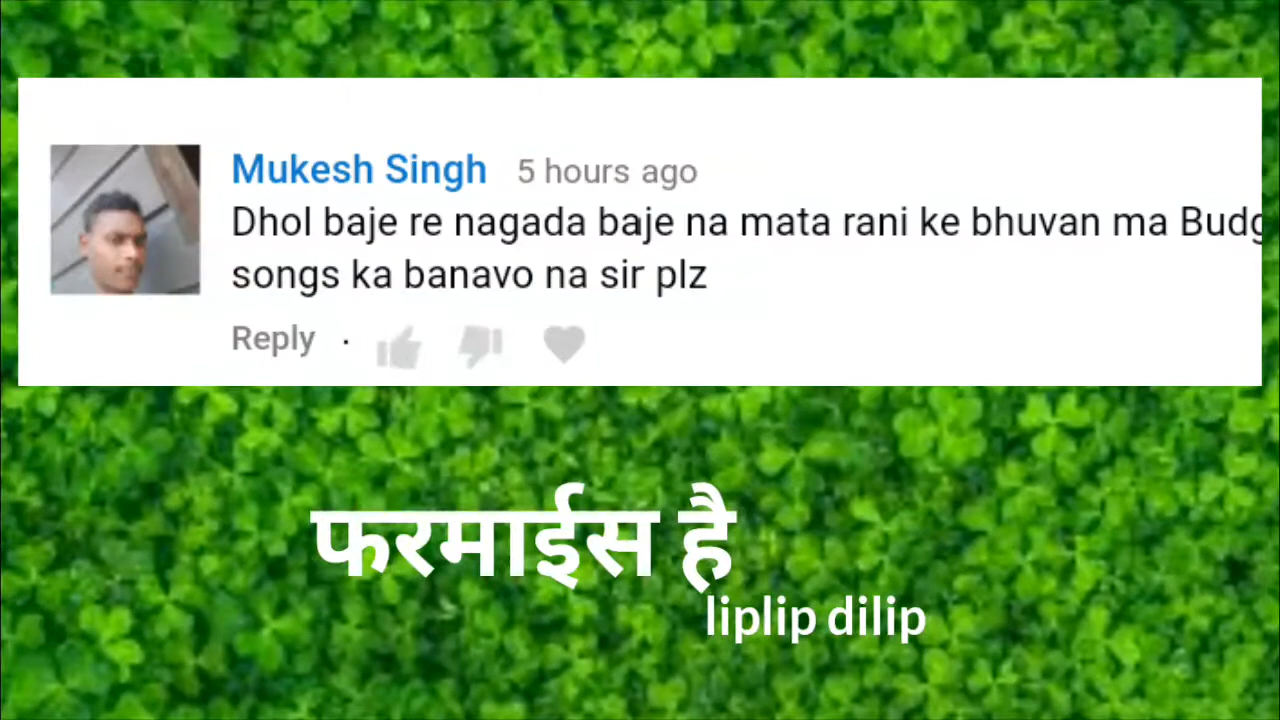 Mukesh Singh 5 hours ago
Dhol baje re nagada baje na mata rani ke bhuvan ma
songs ka banavo na sir plz
Reply ·
फरमाईस है
liplip dilip